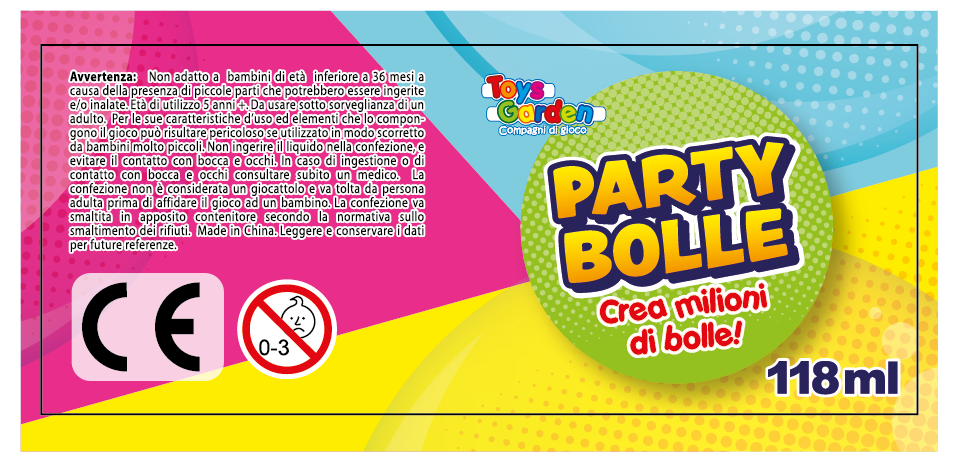 Avvertenza: Non adatto a bambini di età inferiore a 36 mesi a
causa della presenza di piccole parti che potrebbero essere ingerite
e/o inalate. Età di utilizzo 5 anni +. Da usare sotto sorveglianza di un
adulto. Per le sue caratteristiche d'uso ed elementi che lo compon-
gono il gioco può risultare pericoloso se utilizzato in modo scorretto
da bambini molto piccoli. Non ingerire il liquido nella confezione, e
evitare il contatto con bocca e occhi. In caso di ingestione o di
contatto con bocca e occhi consultare subito un medico. La
confezione non è considerata un giocattolo e va tolta da persona
adulta prima di affidare il gioco ad un bambino. La confezione va
smaltita in apposito contenitore secondo la normativa sullo
smaltimento dei rifiuti. Made in China. Leggere e conservare i dati
per future referenze.
CE
0-3
Toys
Garden
Compagni di gioco
PARTY
BOLLE
Crea milioni
di bolle!
118ml